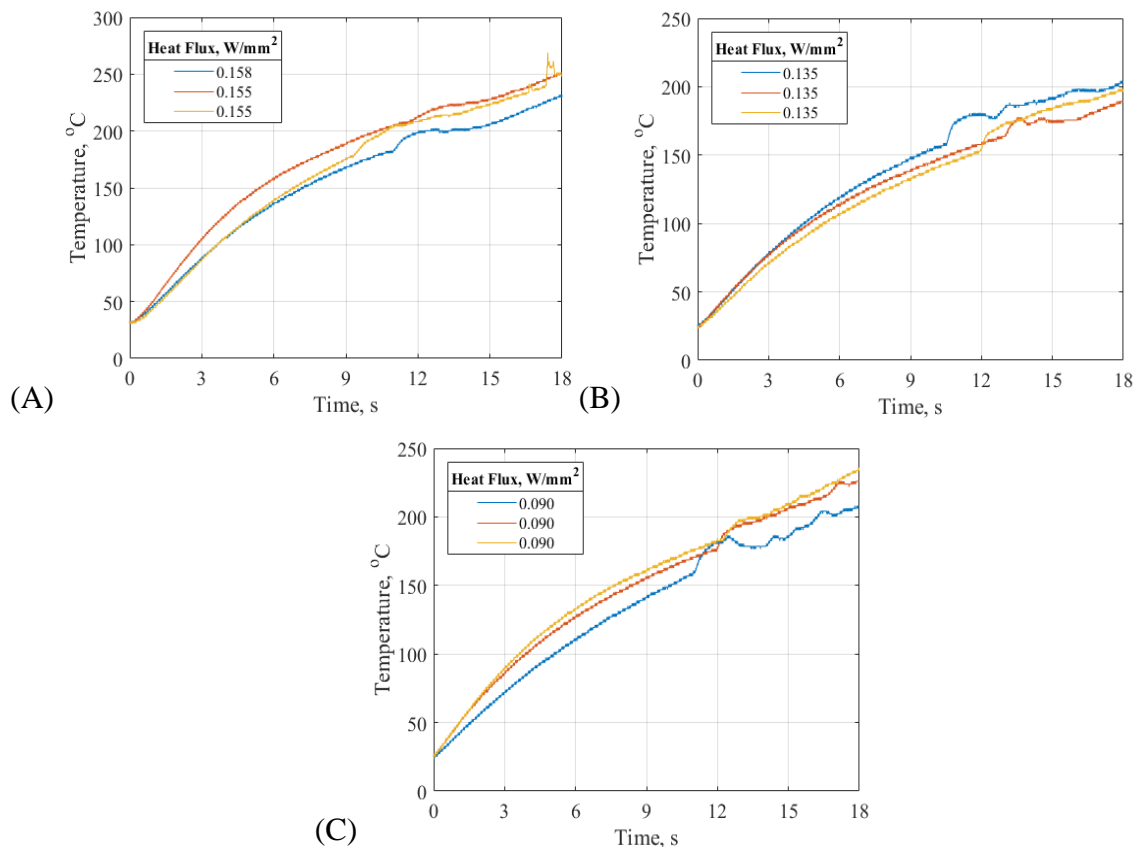 Heat Flux, W/mm²
0.158
0.155
0.155
Temperature, °C
300
250
200
150
100
50
0
0 3 6 9 12 15 18
Time, s
(A)
Heat Flux, W/mm²
0.135
0.135
0.135
Temperature, °C
250
200
150
100
50
0
0 3 6 9 12 15 18
Time, s
(B)
Heat Flux, W/mm²
0.090
0.090
0.090
Temperature, °C
250
200
150
100
50
0
0 3 6 9 12 15 18
Time, s
(C)